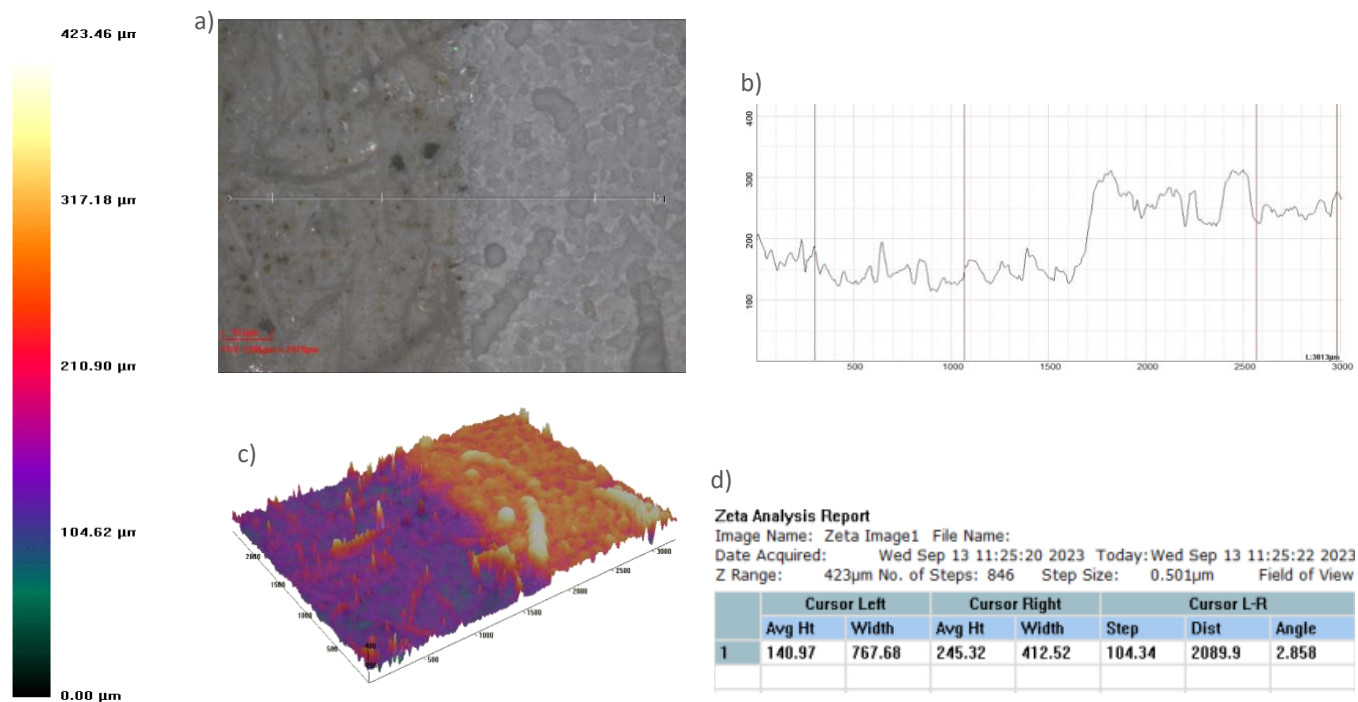 423.46 µm
317.18 µm
210.90 µm
104.62 µm
0.00 µm
a)
1
b)
400
300
200
100
500
1000
1500
2000
2500
3000
L:3013µm
c)
2000
1500
1000
500
500
1000
1500
2000
2500
3000
d)
Zeta Analysis Report
Image Name: Zeta Image1 File Name:
Date Acquired: Wed Sep 13 11:25:20 2023 Today: Wed Sep 13 11:25:22 2023
Z Range: 423µm No. of Steps: 846 Step Size: 0.501µm Field of View
Cursor Left Cursor Right Cursor L-R
Avg Ht Width Avg Ht Width Step Dist Angle
1 140.97 767.68 245.32 412.52 104.34 2089.9 2.858